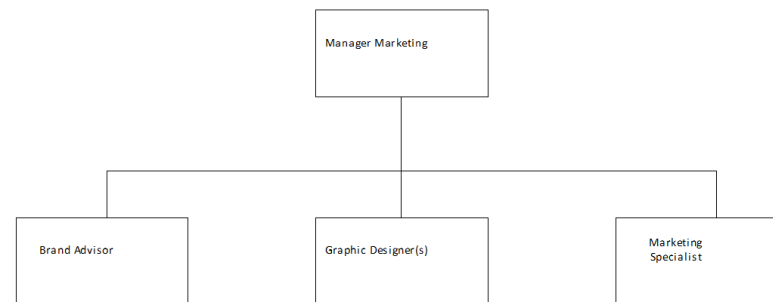 Manager Marketing
Brand Advisor
Graphic Designer(s)
Marketing
Specialist